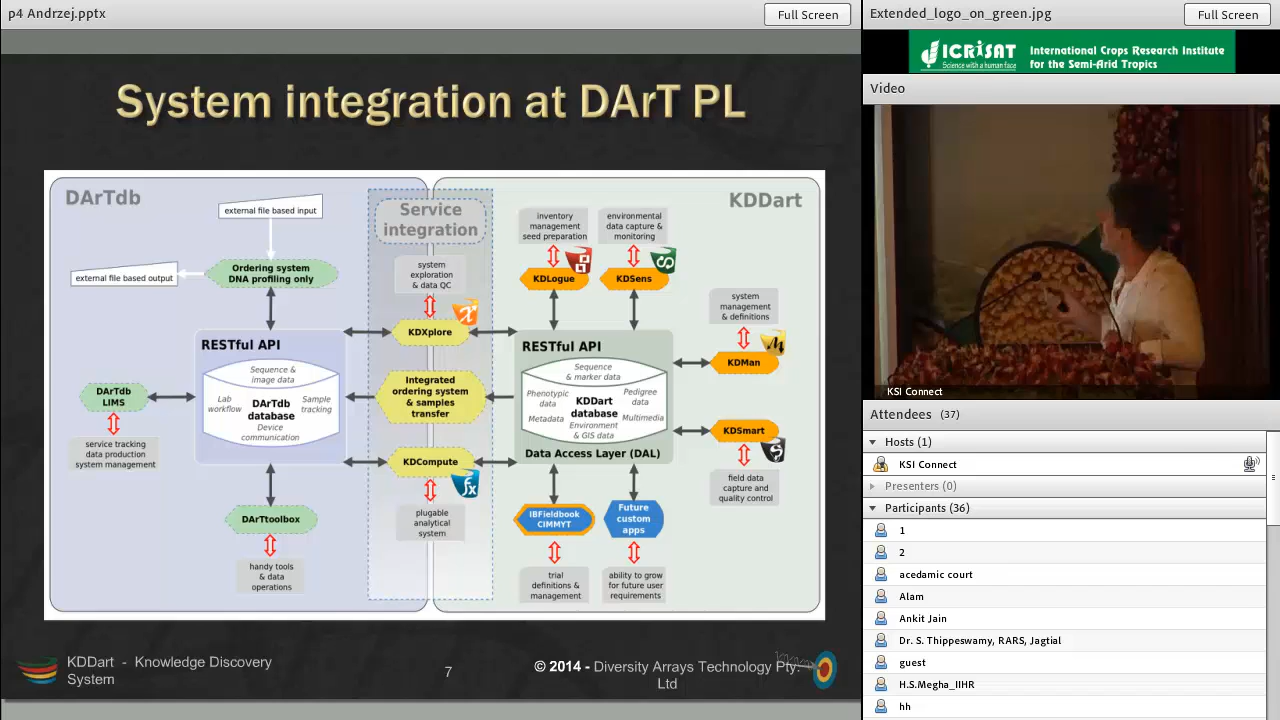 p4 Andrzej.pptx
Full Screen
System integration at DArT PL
DArTdb
external file based input
external file based output
Ordering system
DNA profiling only
RESTful API
Sequence &
image data
Lab
workflow
DArTdb
database
Sample
tracking
Device
communication
DArTdb
LIMS
service tracking
data production
system management
DArTtoolbox
handy tools
& data
operations
Service
integration
system
exploration
& data QC
KDXplore
Integrated
ordering system
& samples
transfer
KDCompute
fx
plugable
analytical
system
KDDart
inventory
management
seed preparation
environmental
data capture &
monitoring
KDLogue
KDSens
RESTful API
Sequence
& marker data
Phenotypic
data
KDDart
database
Pedigree
data
Metadata
Multimedia
Environment
& GIS data
Data Access Layer (DAL)
system
management
& definitions
KDMan
KDSmart
field data
capture and
quality control
IBFieldbook
CIMMYT
Future
custom
apps
trial
definitions &
management
ability to grow
for future user
requirements
KDDart - Knowledge Discovery
System
7
© 2014 - Diversity Arrays Technology Pty.
Ltd
Extended_logo_on_green.jpg
Full Screen
ICRISAT
Science with a human face
International Crops Research Institute
for the Semi-Arid Tropics
Video
KSI Connect
Attendees (37)
Hosts (1)
KSI Connect
Presenters (0)
Participants (36)
1
2
acedamic court
Alam
Ankit Jain
Dr. S. Thippeswamy, RARS, Jagtial
guest
H.S.Megha_IIHR
hh